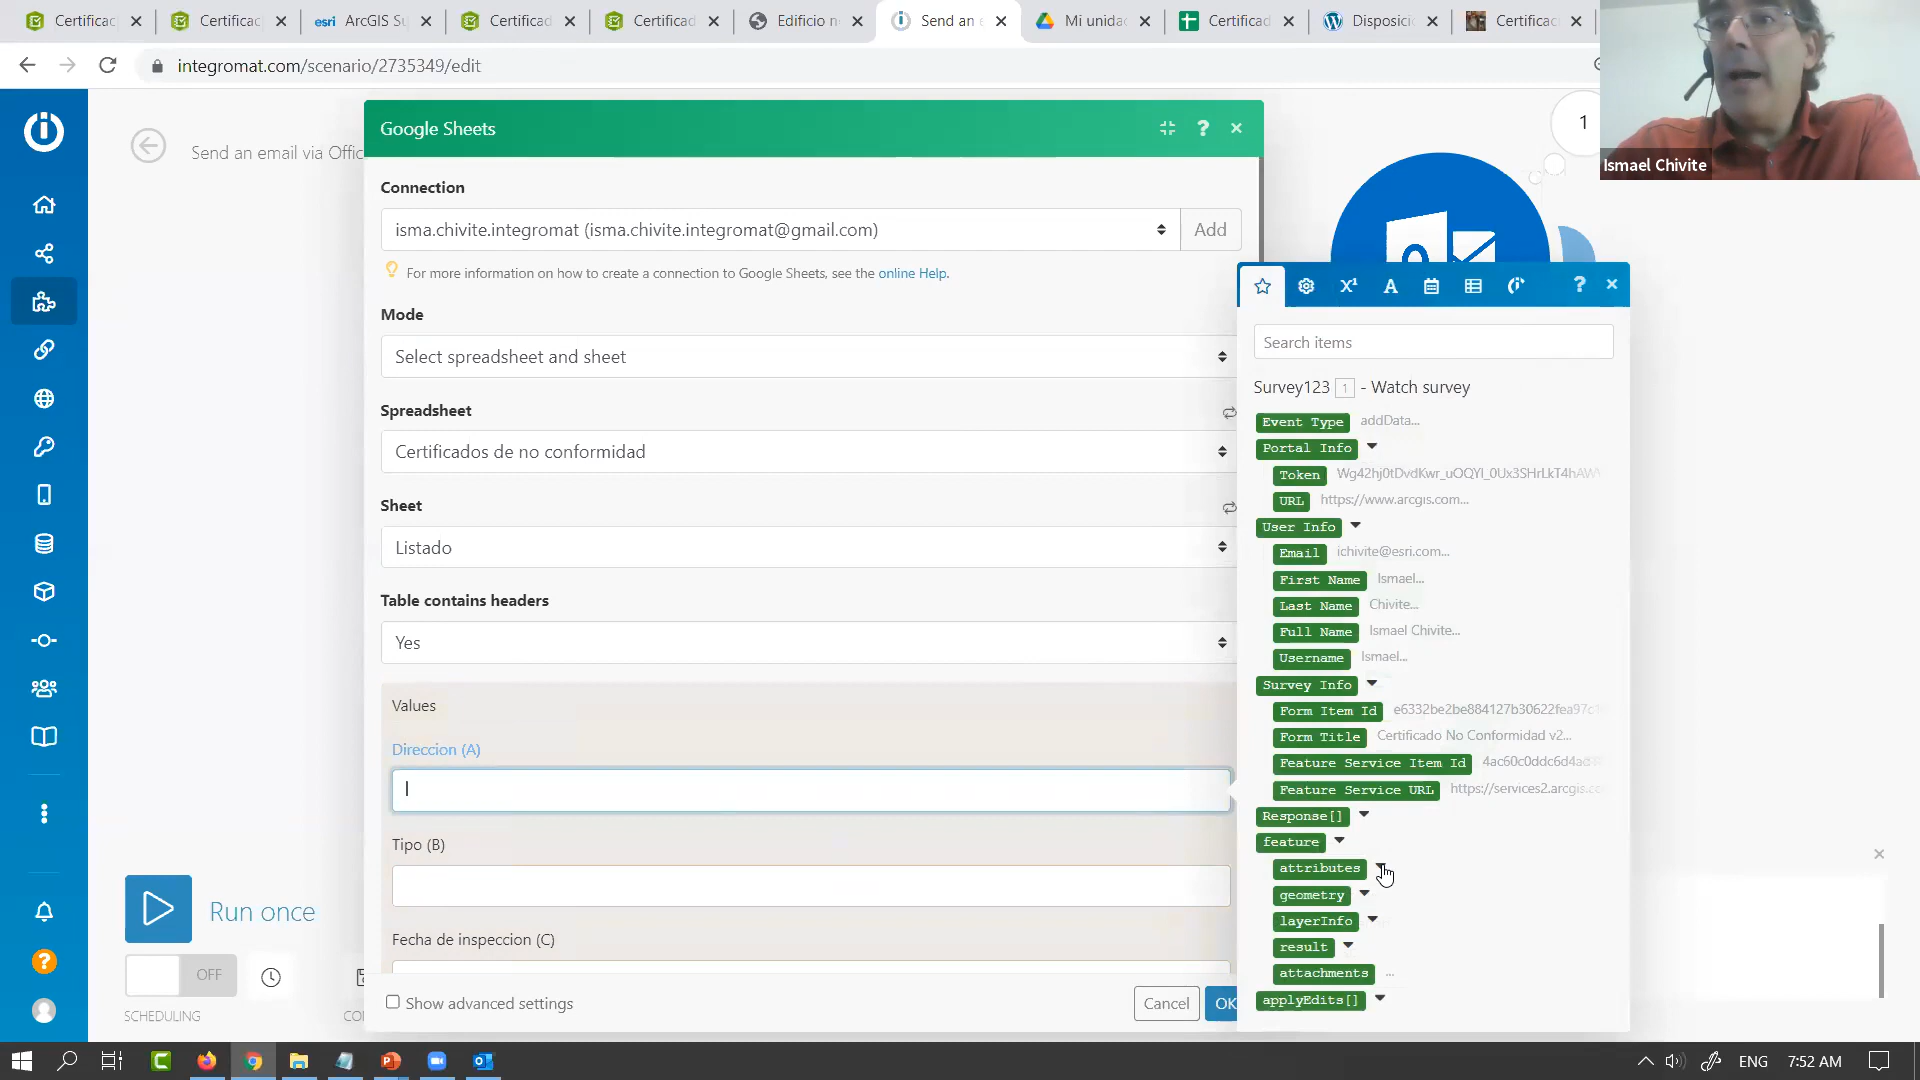 Certificac
Certificac
esri ArcGIS Su
Certificad
Certificad
Edificio n
Send an e
Mi unida
Certificad
Disposici
Certificac
integromat.com/scenario/2735349/edit
Send an email via Offic
Google Sheets
Connection
isma.chivite.integromat (isma.chivite.integromat@gmail.com)
Add
For more information on how to create a connection to Google Sheets, see the online Help.
Mode
Select spreadsheet and sheet
Spreadsheet
Certificados de no conformidad
Sheet
Listado
Table contains headers
Yes
Values
Direccion (A)
Tipo (B)
Fecha de inspeccion (C)
Show advanced settings
Cancel
OK
1
Ismael Chivite
Search items
Survey123 1 - Watch survey
Event Type addData...
Portal Info
Token
URL https://www.arcgis.com...
User Info
Email ichivite@esri.com...
First Name Ismael...
Last Name Chivite...
Full Name Ismael Chivite...
Username Ismael...
Survey Info
Form Item Id e6332be2be884127b30622fea97c
Form Title Certificado No Conformidad v2...
Feature Service Item Id 4ac60c0ddc6d4ac
Feature Service URL https://services2.arcgis.co
Response[]
feature
attributes
geometry
layerInfo
result
attachments ...
applyEdits[]
Run once
OFF
SCHEDULING
CO
ENG
7:52 AM